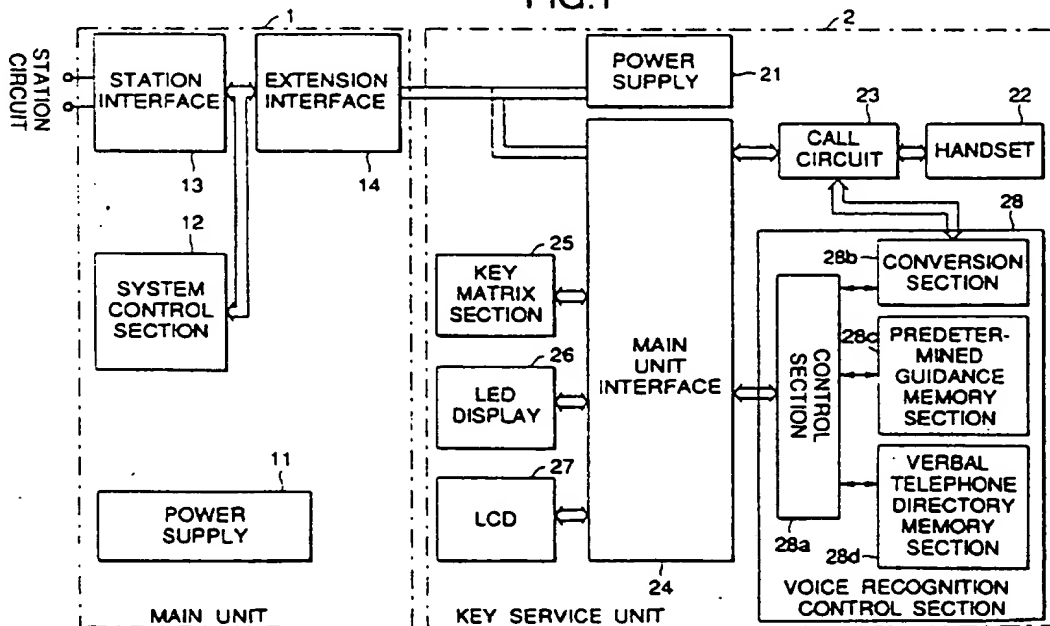 FIG.1
1
2
STATION
CIRCUIT
STATION
INTERFACE
13
EXTENSION
INTERFACE
14
12
SYSTEM
CONTROL
SECTION
11
POWER
SUPPLY
MAIN UNIT
POWER
SUPPLY
21
23
CALL
CIRCUIT
22
HANDSET
25
KEY
MATRIX
SECTION
26
LED
DISPLAY
27
LCD
MAIN
UNIT
INTERFACE
24
28
28b
CONVERSION
SECTION
CONTROL
SECTION
28a
28c
PREDETER-
MINED
GUIDANCE
MEMORY
SECTION
VERBAL
TELEPHONE
DIRECTORY
MEMORY
SECTION
28d
VOICE RECOGNITION
CONTROL SECTION
KEY SERVICE UNIT